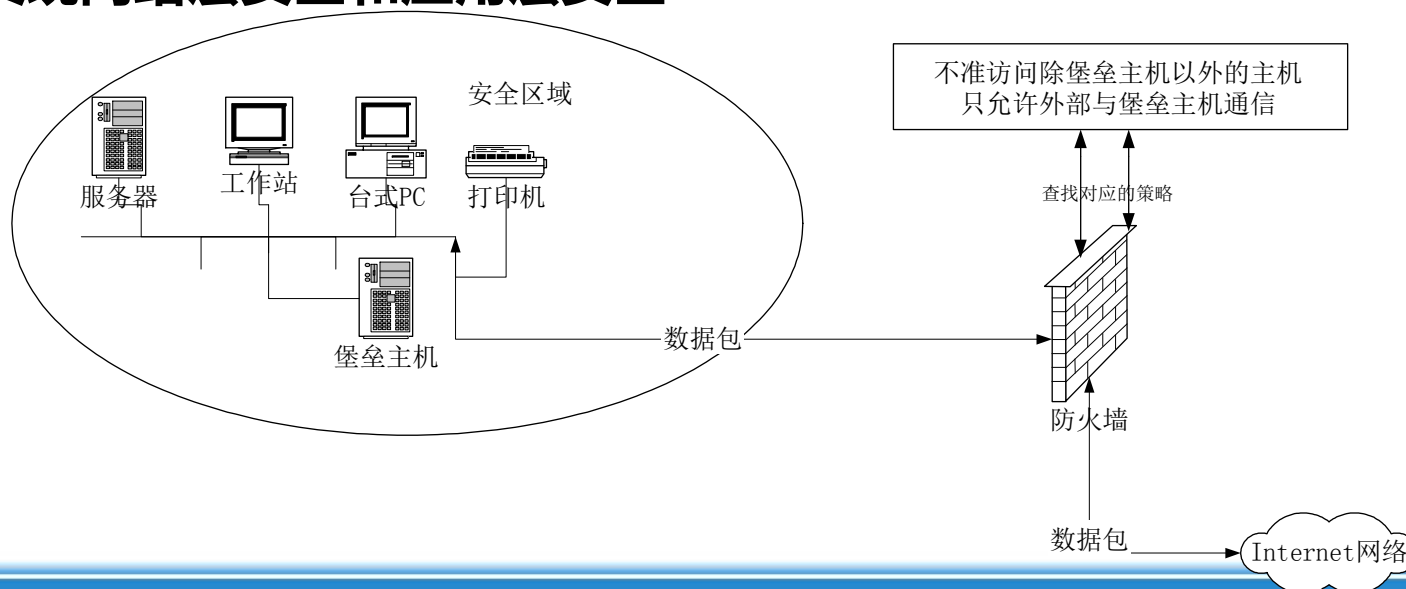 安全区域
不准访问除堡垒主机以外的主机
只允许外部与堡垒主机通信
服务器
工作站
台式PC
打印机
查找对应的策略
堡垒主机
数据包
防火墙
数据包
Internet网络